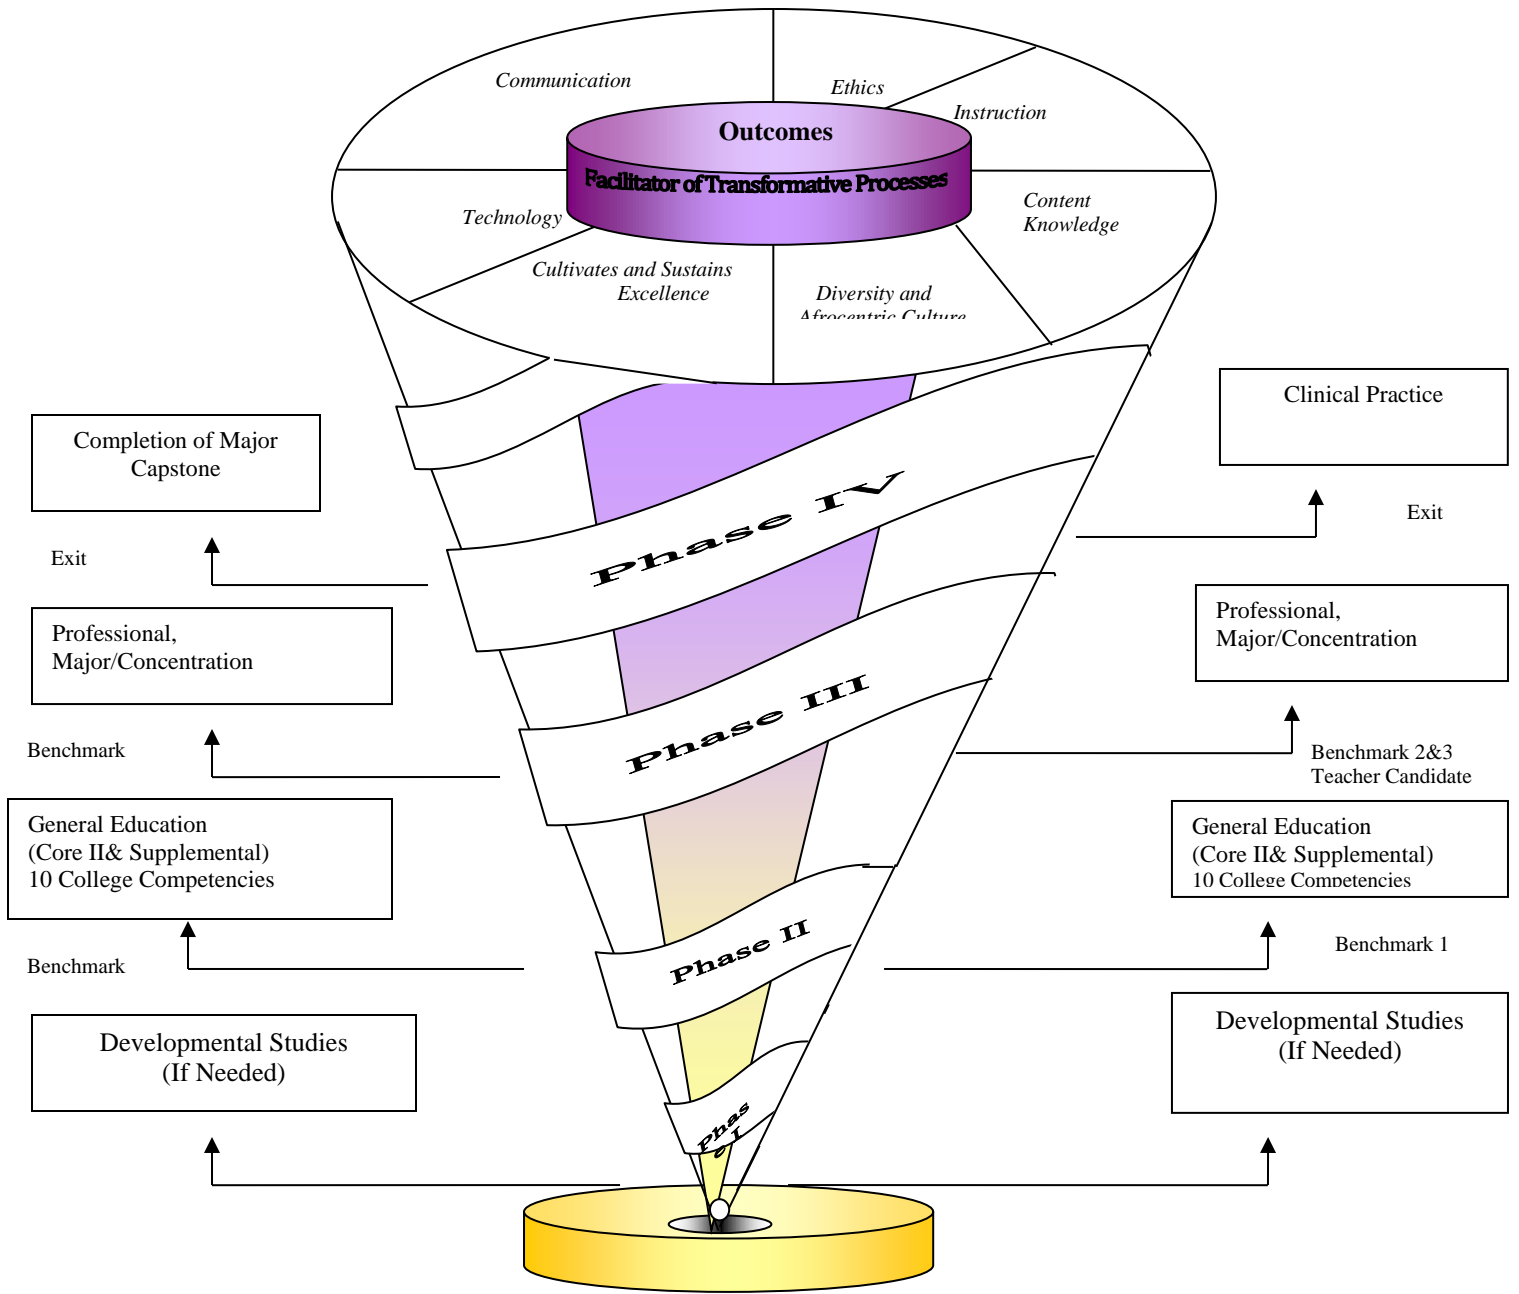 Communication
Ethics
Instruction
Outcomes
Facilitator of Transformative Processes
Content
Knowledge
Technology
Cultivates and Sustains
Excellence
Diversity and
Afrocentric Culture
Clinical Practice
Completion of Major
Capstone
Exit
Exit
Phase IV
Professional,
Major/Concentration
Professional,
Major/Concentration
Phase III
Benchmark
Benchmark 2&3
Teacher Candidate
General Education
(Core II& Supplemental)
10 College Competencies
General Education
(Core II& Supplemental)
10 College Competencies
Phase II
Benchmark
Benchmark 1
Developmental Studies
(If Needed)
Developmental Studies
(If Needed)
Phas
e I